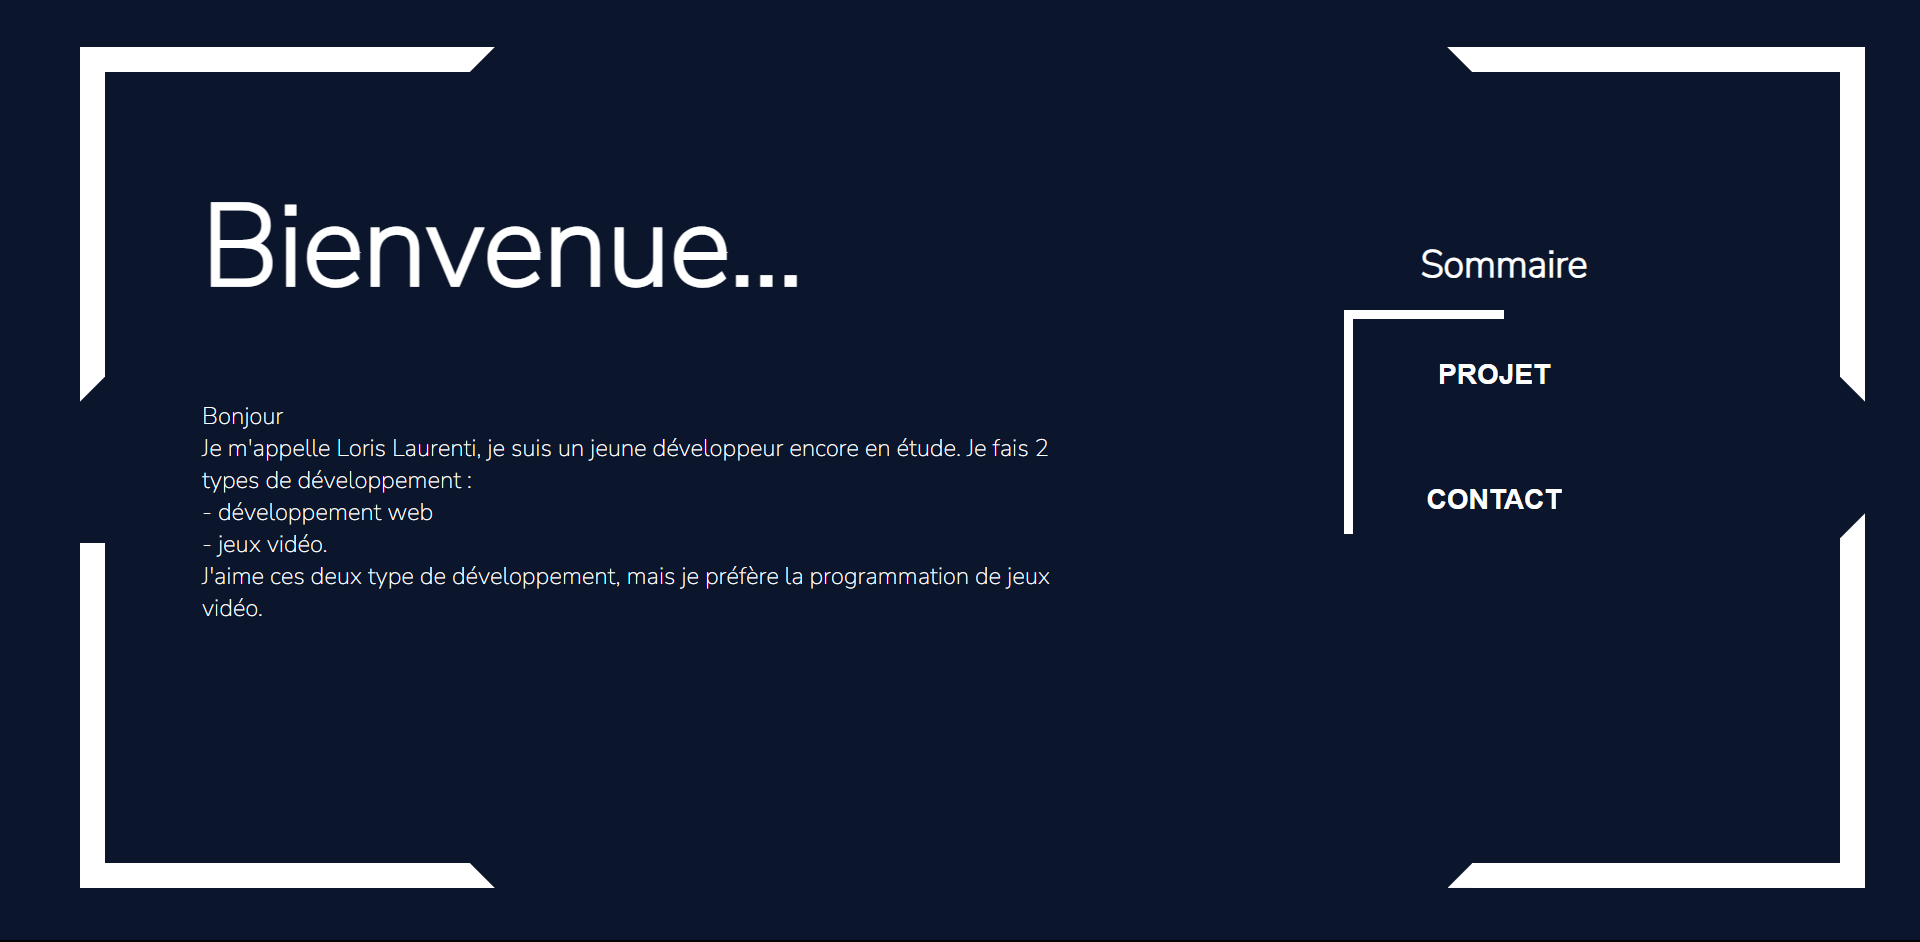 Bienvenue...
Bonjour
Je m'appelle Loris Laurenti, je suis un jeune développeur encore en étude. Je fais 2
types de développement :
- développement web
- jeux vidéo.
J'aime ces deux type de développement, mais je préfère la programmation de jeux
vidéo.
Sommaire
PROJET
CONTACT